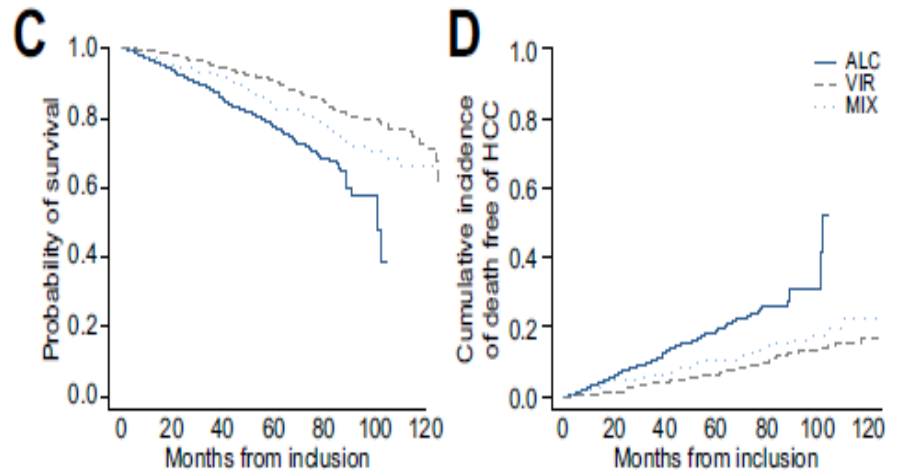 C
Probability of survival
1.0
0.8
0.6
0.4
0.2
0.0
0 20 40 60 80 100 120
Months from inclusion
D
Cumulative incidence
of death free of HCC
1.0
0.8
0.6
0.4
0.2
0.0
0 20 40 60 80 100 120
Months from inclusion
ALC
VIR
MIX